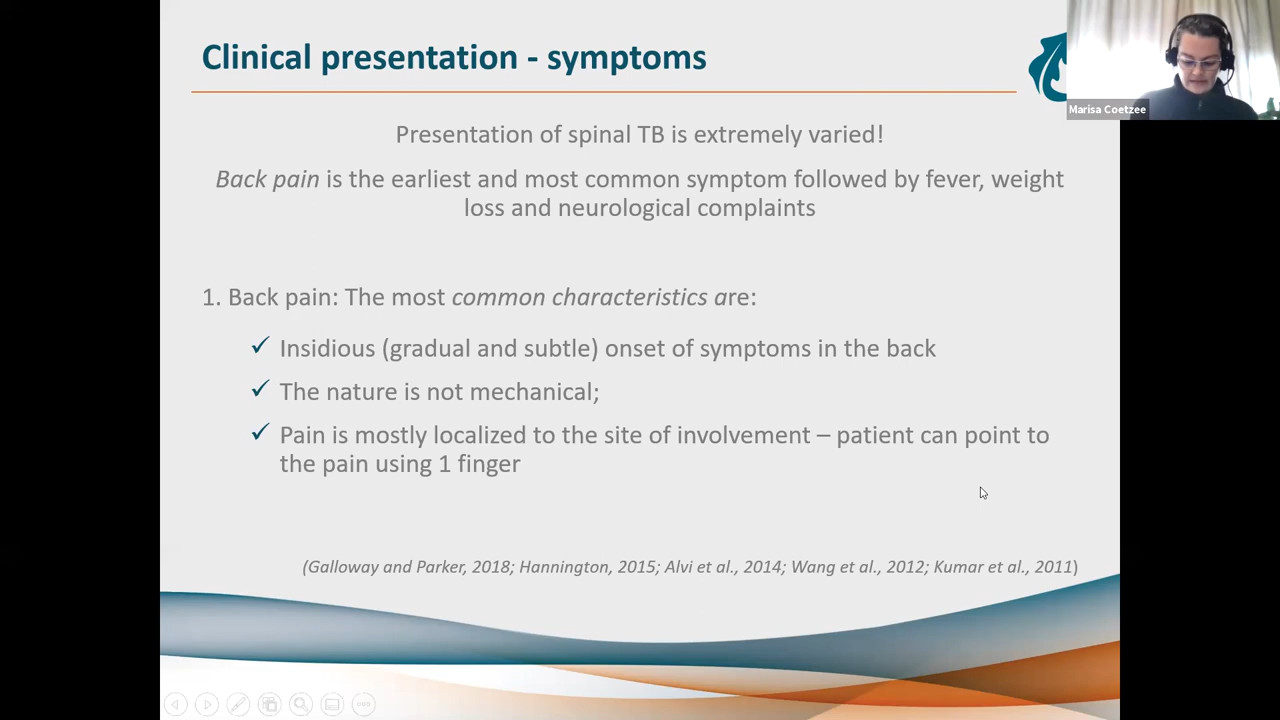 Clinical presentation - symptoms
Marisa Coetzee
Presentation of spinal TB is extremely varied!
Back pain is the earliest and most common symptom followed by fever, weight
loss and neurological complaints
1. Back pain: The most common characteristics are:
✓ Insidious (gradual and subtle) onset of symptoms in the back
✓ The nature is not mechanical;
✓ Pain is mostly localized to the site of involvement – patient can point to
the pain using 1 finger
(Galloway and Parker, 2018; Hannington, 2015; Alvi et al., 2014; Wang et al., 2012; Kumar et al., 2011)